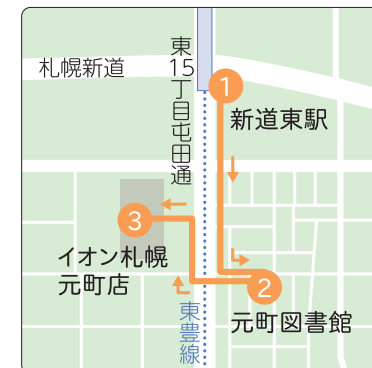 札幌新道
東15丁目屯田通
1
新道東駅
3
イオン札幌
元町店
2
元町図書館
東豊線